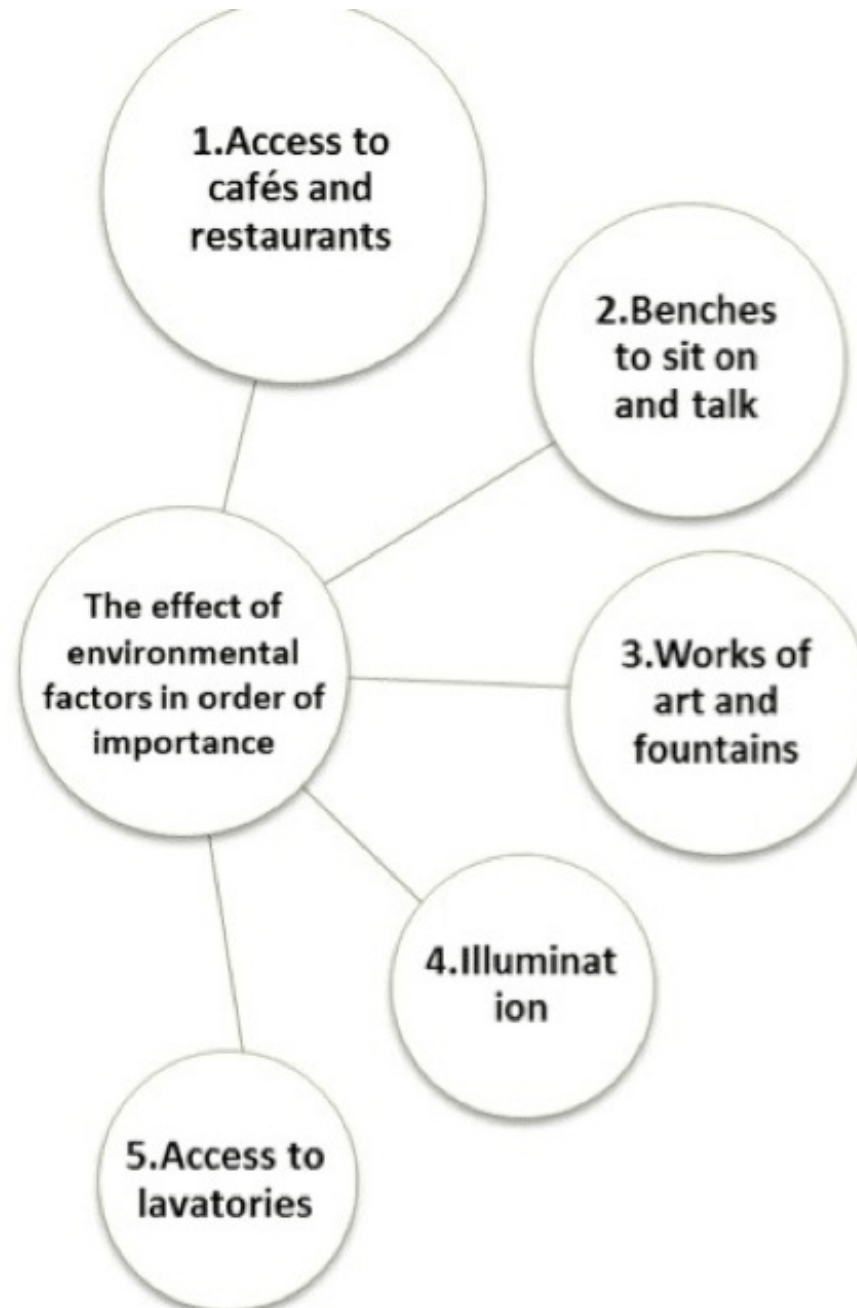 1.Access to
cafés and
restaurants
2.Benches
to sit on
and talk
The effect of
environmental
factors in order of
importance
3.Works of
art and
fountains
4.Illuminat
ion
5.Access to
lavatories